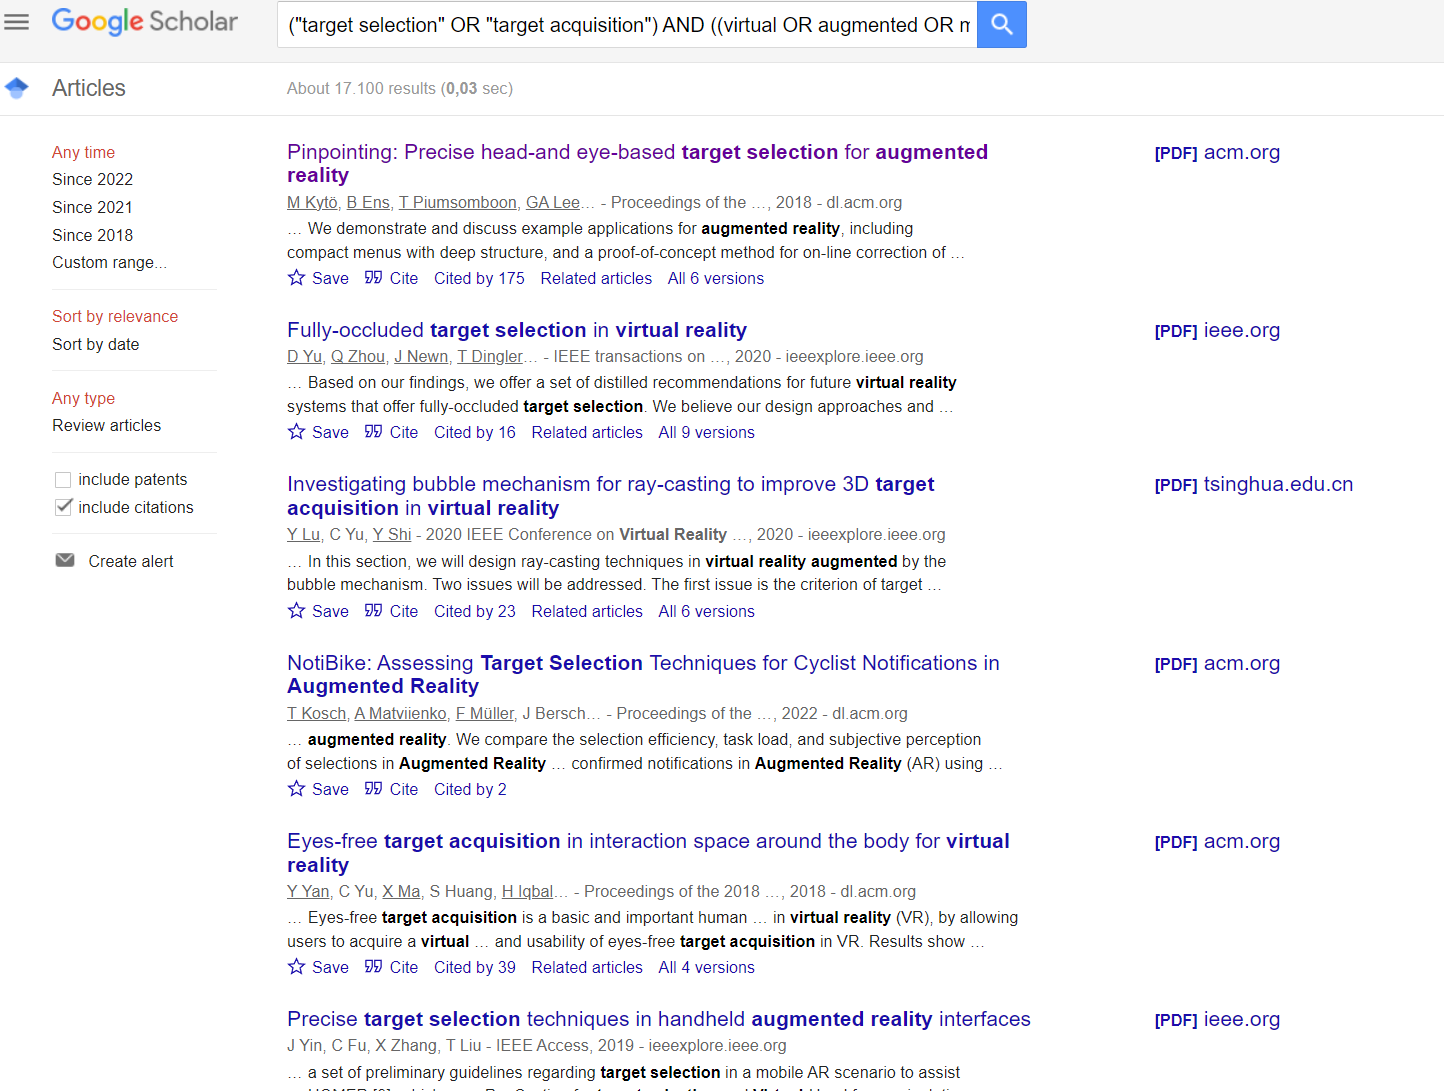 Google Scholar
("target selection" OR "target acquisition") AND ((virtual OR augmented OR
Articles
About 17.100 results (0,03 sec)
Any time
Since 2022
Since 2021
Since 2018
Custom range...
Sort by relevance
Sort by date
Any type
Review articles
include patents
include citations
Create alert
Pinpointing: Precise head-and eye-based target selection for augmented
reality
M Kytö, B Ens, T Piumsomboon, GA Lee… - Proceedings of the …, 2018 - dl.acm.org
… We demonstrate and discuss example applications for augmented reality, including
compact menus with deep structure, and a proof-of-concept method for on-line correction of …
Save Cite Cited by 175 Related articles All 6 versions
[PDF] acm.org
Fully-occluded target selection in virtual reality
D Yu, Q Zhou, J Newn, T Dingler… - IEEE transactions on …, 2020 - ieeexplore.ieee.org
… Based on our findings, we offer a set of distilled recommendations for future virtual reality
systems that offer fully-occluded target selection. We believe our design approaches and …
Save Cite Cited by 16 Related articles All 9 versions
[PDF] ieee.org
Investigating bubble mechanism for ray-casting to improve 3D target
acquisition in virtual reality
Y Lu, C Yu, Y Shi - 2020 IEEE Conference on Virtual Reality …, 2020 - ieeexplore.ieee.org
… In this section, we will design ray-casting techniques in virtual reality augmented by the
bubble mechanism. Two issues will be addressed. The first issue is the criterion of target …
Save Cite Cited by 23 Related articles All 6 versions
[PDF] tsinghua.edu.cn
NotiBike: Assessing Target Selection Techniques for Cyclist Notifications in
Augmented Reality
T Kosch, A Matviienko, F Müller, J Bersch… - Proceedings of the …, 2022 - dl.acm.org
… augmented reality. We compare the selection efficiency, task load, and subjective perception
of selections in Augmented Reality … confirmed notifications in Augmented Reality (AR) using …
Save Cite Cited by 2
[PDF] acm.org
Eyes-free target acquisition in interaction space around the body for virtual
reality
Y Yan, C Yu, X Ma, S Huang, H Iqbal… - Proceedings of the 2018 …, 2018 - dl.acm.org
… Eyes-free target acquisition is a basic and important human … in virtual reality (VR), by allowing
users to acquire a virtual … and usability of eyes-free target acquisition in VR. Results show …
Save Cite Cited by 39 Related articles All 4 versions
[PDF] acm.org
Precise target selection techniques in handheld augmented reality interfaces
J Yin, C Fu, X Zhang, T Liu - IEEE Access, 2019 - ieeexplore.ieee.org
… a set of preliminary guidelines regarding target selection in a mobile AR scenario to assist
[PDF] ieee.org